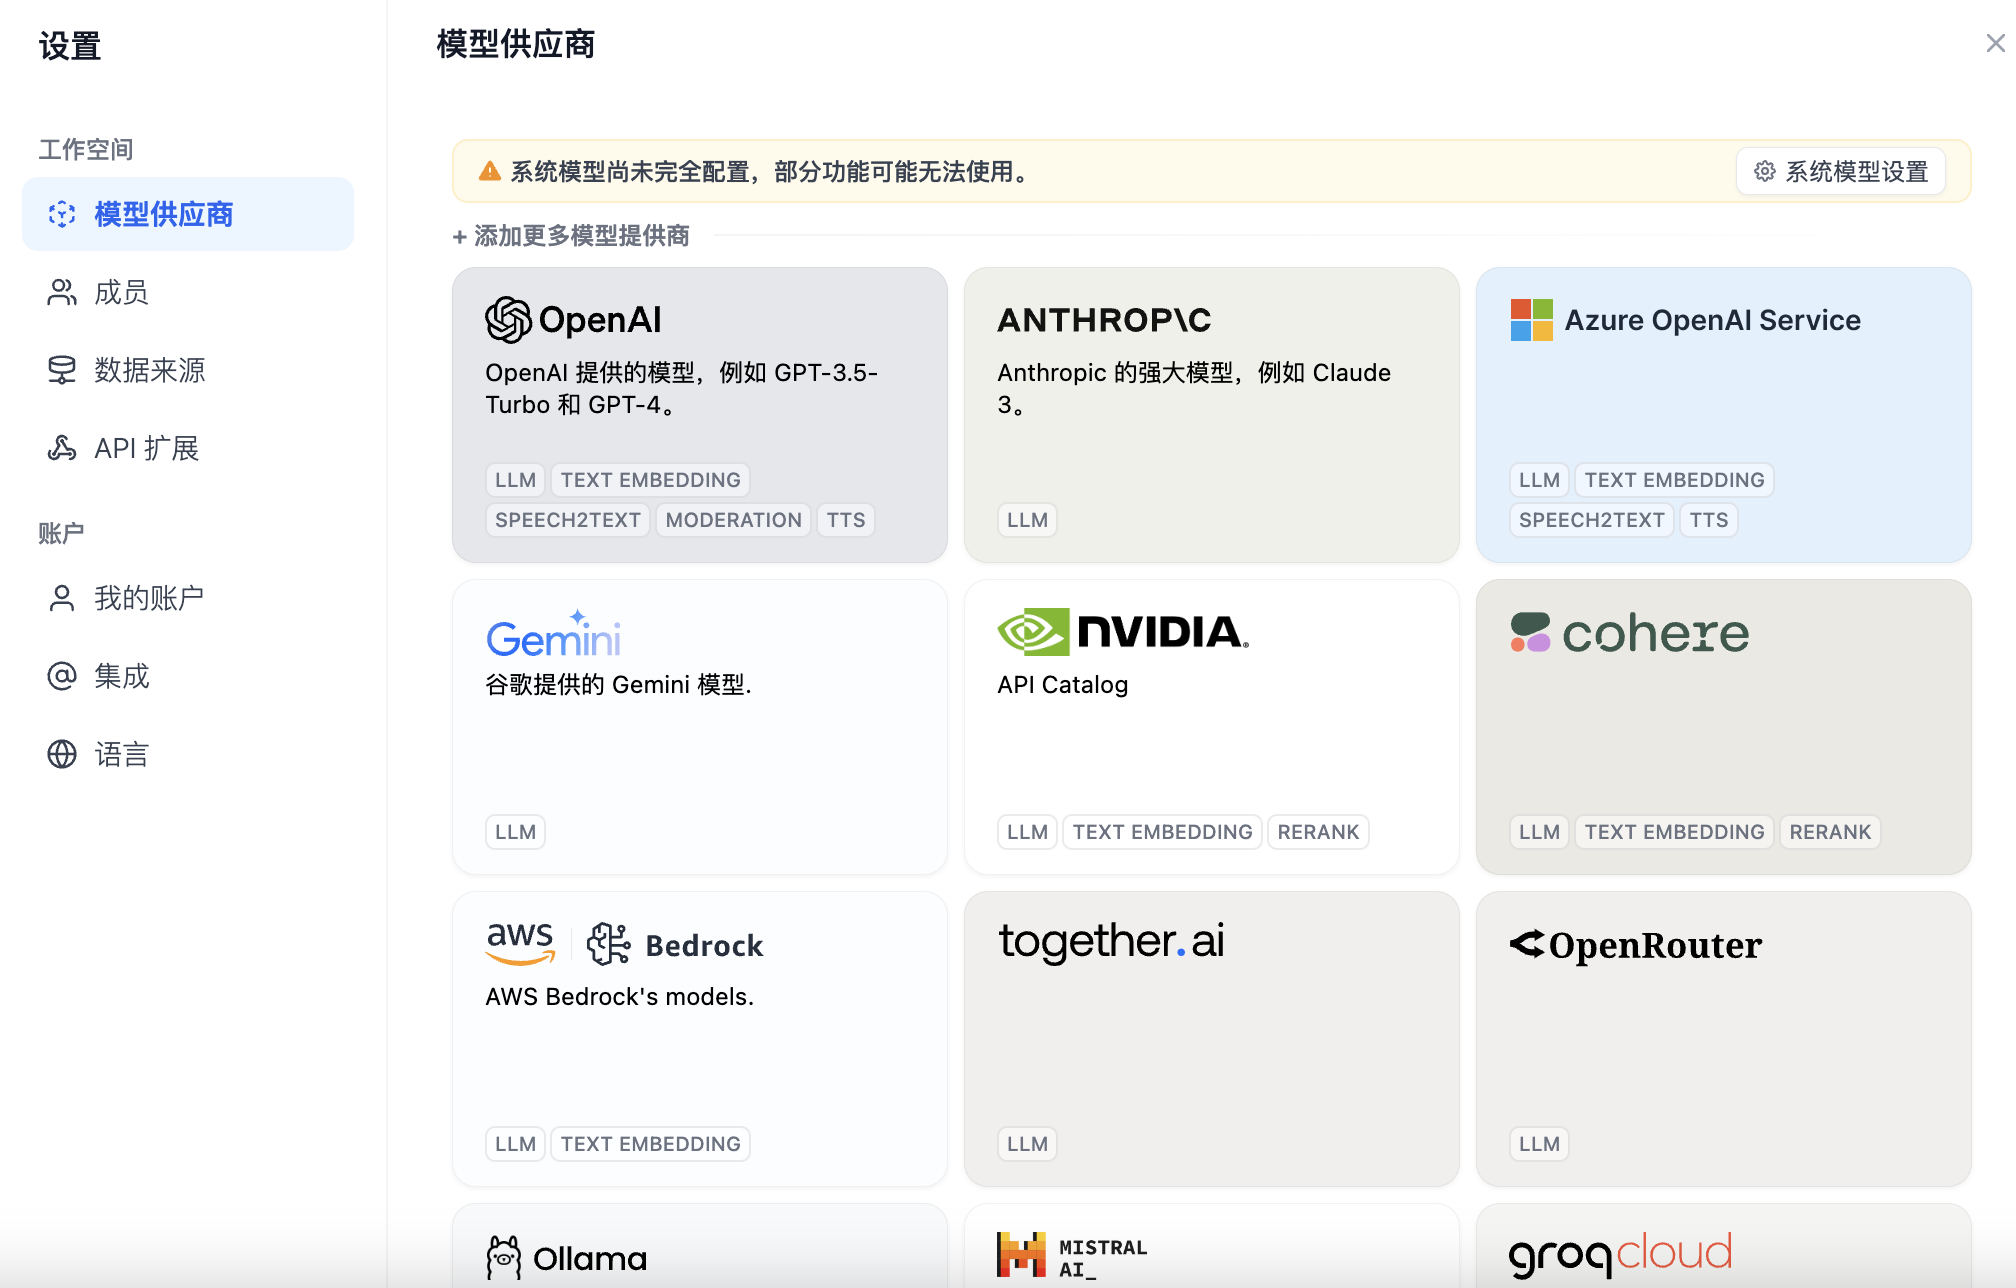 设置
工作空间
模型供应商
成员
数据来源
API 扩展
账户
我的账户
集成
语言
模型供应商
系统模型尚未完全配置，部分功能可能无法使用。
系统模型设置
+ 添加更多模型提供商
OpenAI
OpenAI 提供的模型，例如 GPT-3.5-
Turbo 和 GPT-4。
LLM TEXT EMBEDDING
SPEECH2TEXT MODERATION TTS
ANTHROP\C
Anthropic 的强大模型，例如 Claude
3。
LLM
Azure OpenAI Service
LLM TEXT EMBEDDING
SPEECH2TEXT TTS
Gemini
谷歌提供的 Gemini 模型.
LLM
NVIDIA®
API Catalog
LLM TEXT EMBEDDING RERANK
cohere
LLM TEXT EMBEDDING RERANK
aws Bedrock
AWS Bedrock's models.
LLM TEXT EMBEDDING
together.ai
LLM
OpenRouter
LLM
Ollama
MISTRAL
AI_
groqcloud